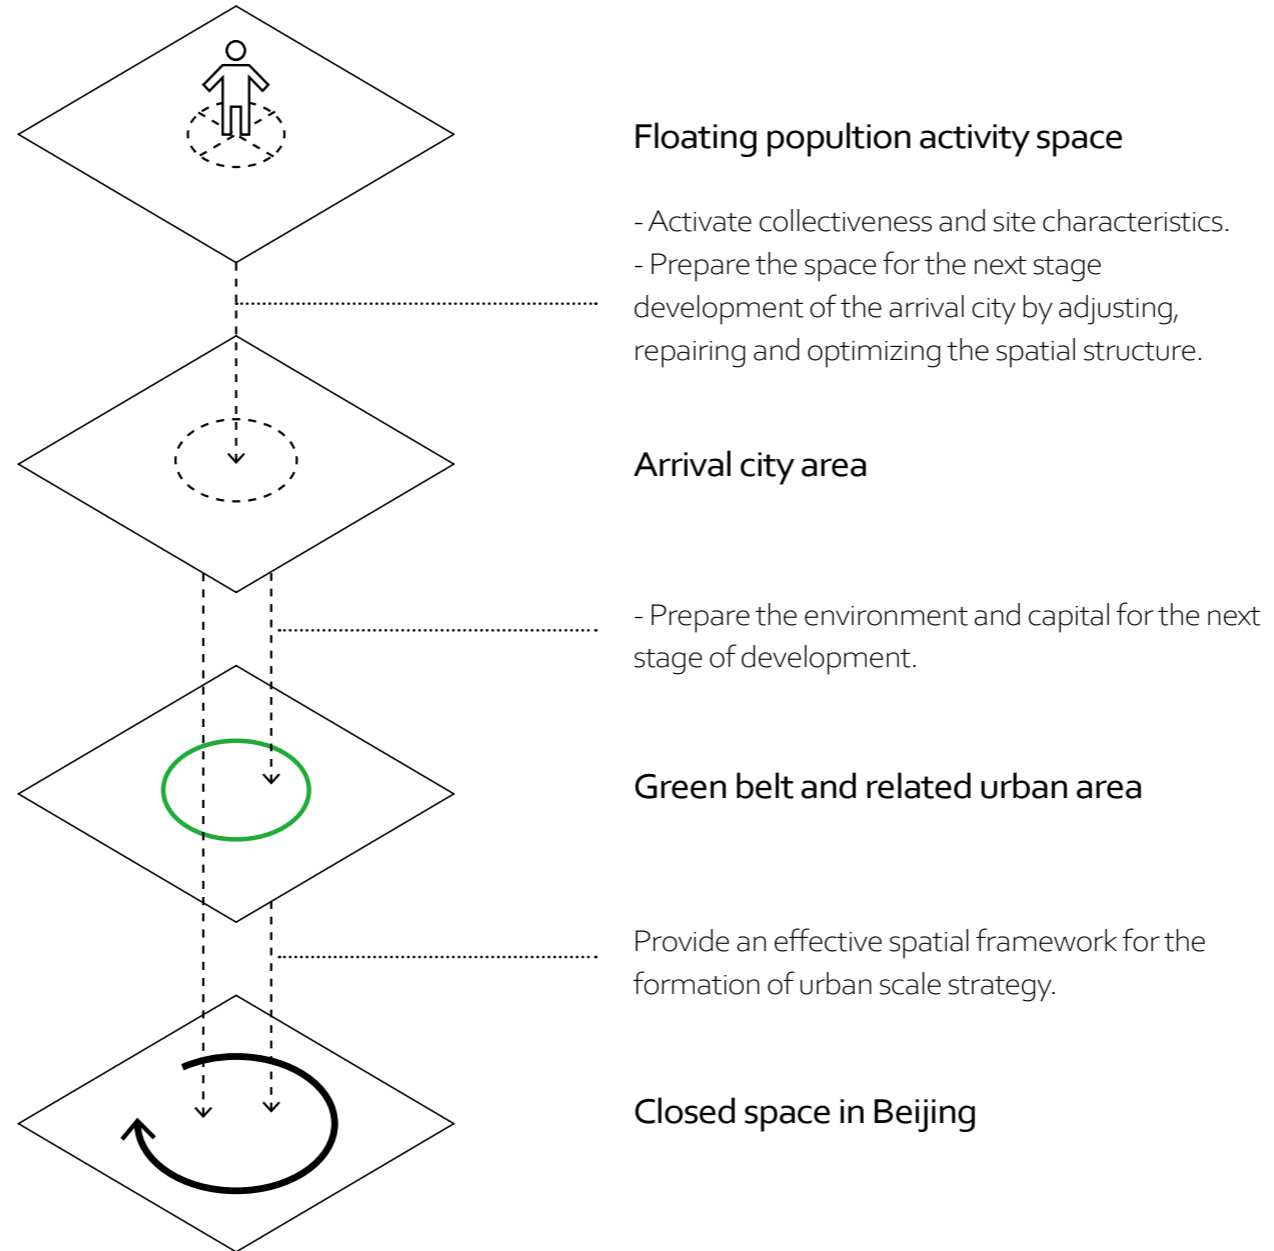 Floating popultion activity space
- Activate collectiveness and site characteristics.
- Prepare the space for the next stage
development of the arrival city by adjusting,
repairing and optimizing the spatial structure.
Arrival city area
- Prepare the environment and capital for the next
stage of development.
Green belt and related urban area
Provide an effective spatial framework for the
formation of urban scale strategy.
Closed space in Beijing